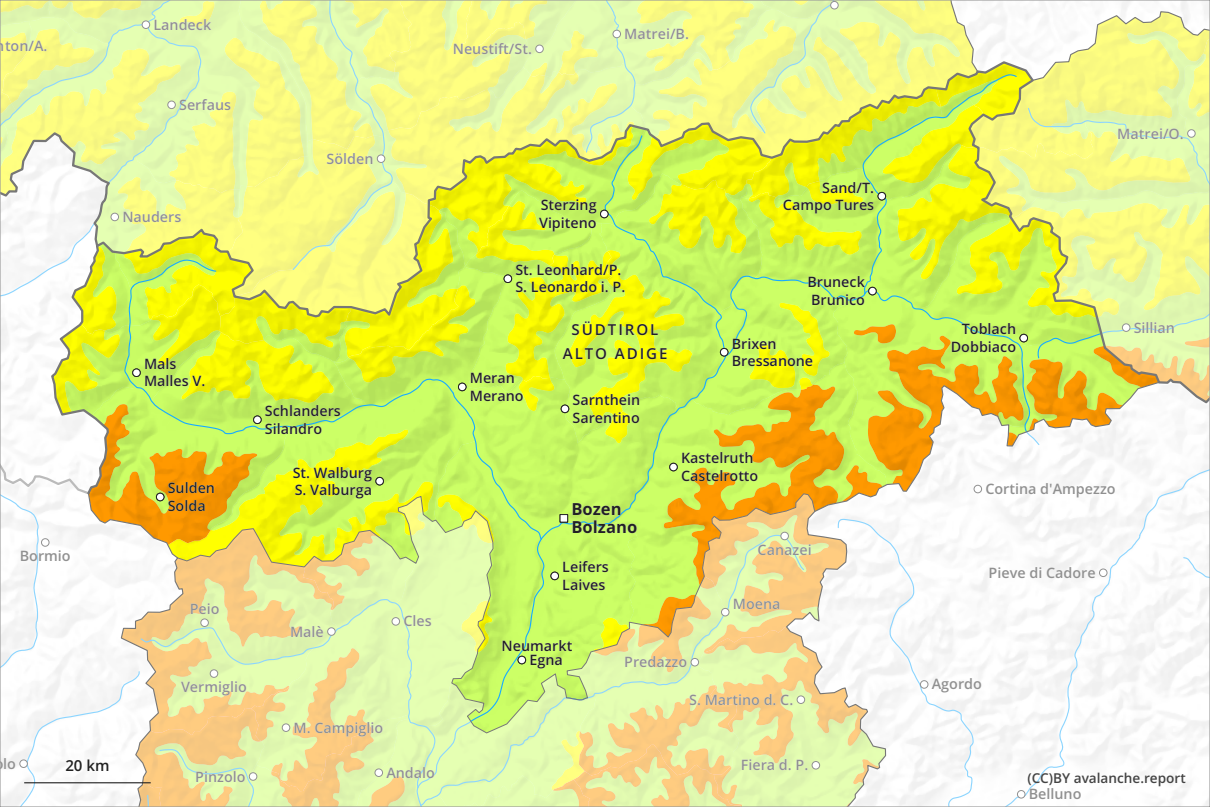 Landeck
Matrei/B.
nton/A.
Neustift/St.
Serfaus
Matrei/O.
Sölden
Sand/T.
Campo Tures
Nauders
Sterzing
Vipiteno
St. Leonhard/P.
S. Leonardo i. P.
Bruneck
Brunico
SÜDTIROL
ALTO ADIGE
Toblach
Dobbiaco
Sillian
Brixen
Bressanone
Mals
Malles V.
Meran
Merano
Sarnthein
Sarentino
Schlanders
Silandro
Kastelruth
Castelrotto
St. Walburg
S. Valburga
Sulden
Solda
Cortina d'Ampezzo
Bozen
Bolzano
Bormio
Canazei
Leifers
Laives
Pieve di Cadore
Peio
Moena
Malè
Cles
Neumarkt
Egna
Predazzo
Vermiglio
Agordo
S. Martino d. C.
M. Campiglio
olo
20 km
Pinzolo
Andalo
Fiera d. P.
(CC)BY avalanche.report
Belluno